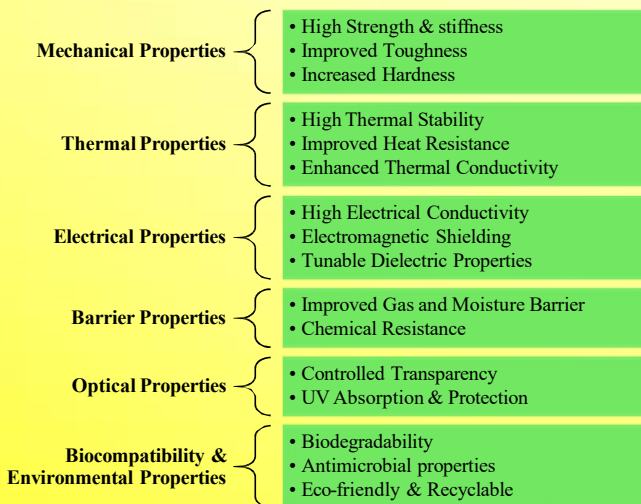 Mechanical Properties
• High Strength & stiffness
• Improved Toughness
• Increased Hardness
Thermal Properties
• High Thermal Stability
• Improved Heat Resistance
• Enhanced Thermal Conductivity
Electrical Properties
• High Electrical Conductivity
• Electromagnetic Shielding
• Tunable Dielectric Properties
Barrier Properties
• Improved Gas and Moisture Barrier
• Chemical Resistance
Optical Properties
• Controlled Transparency
• UV Absorption & Protection
Biocompatibility &
Environmental Properties
• Biodegradability
• Antimicrobial properties
• Eco-friendly & Recyclable